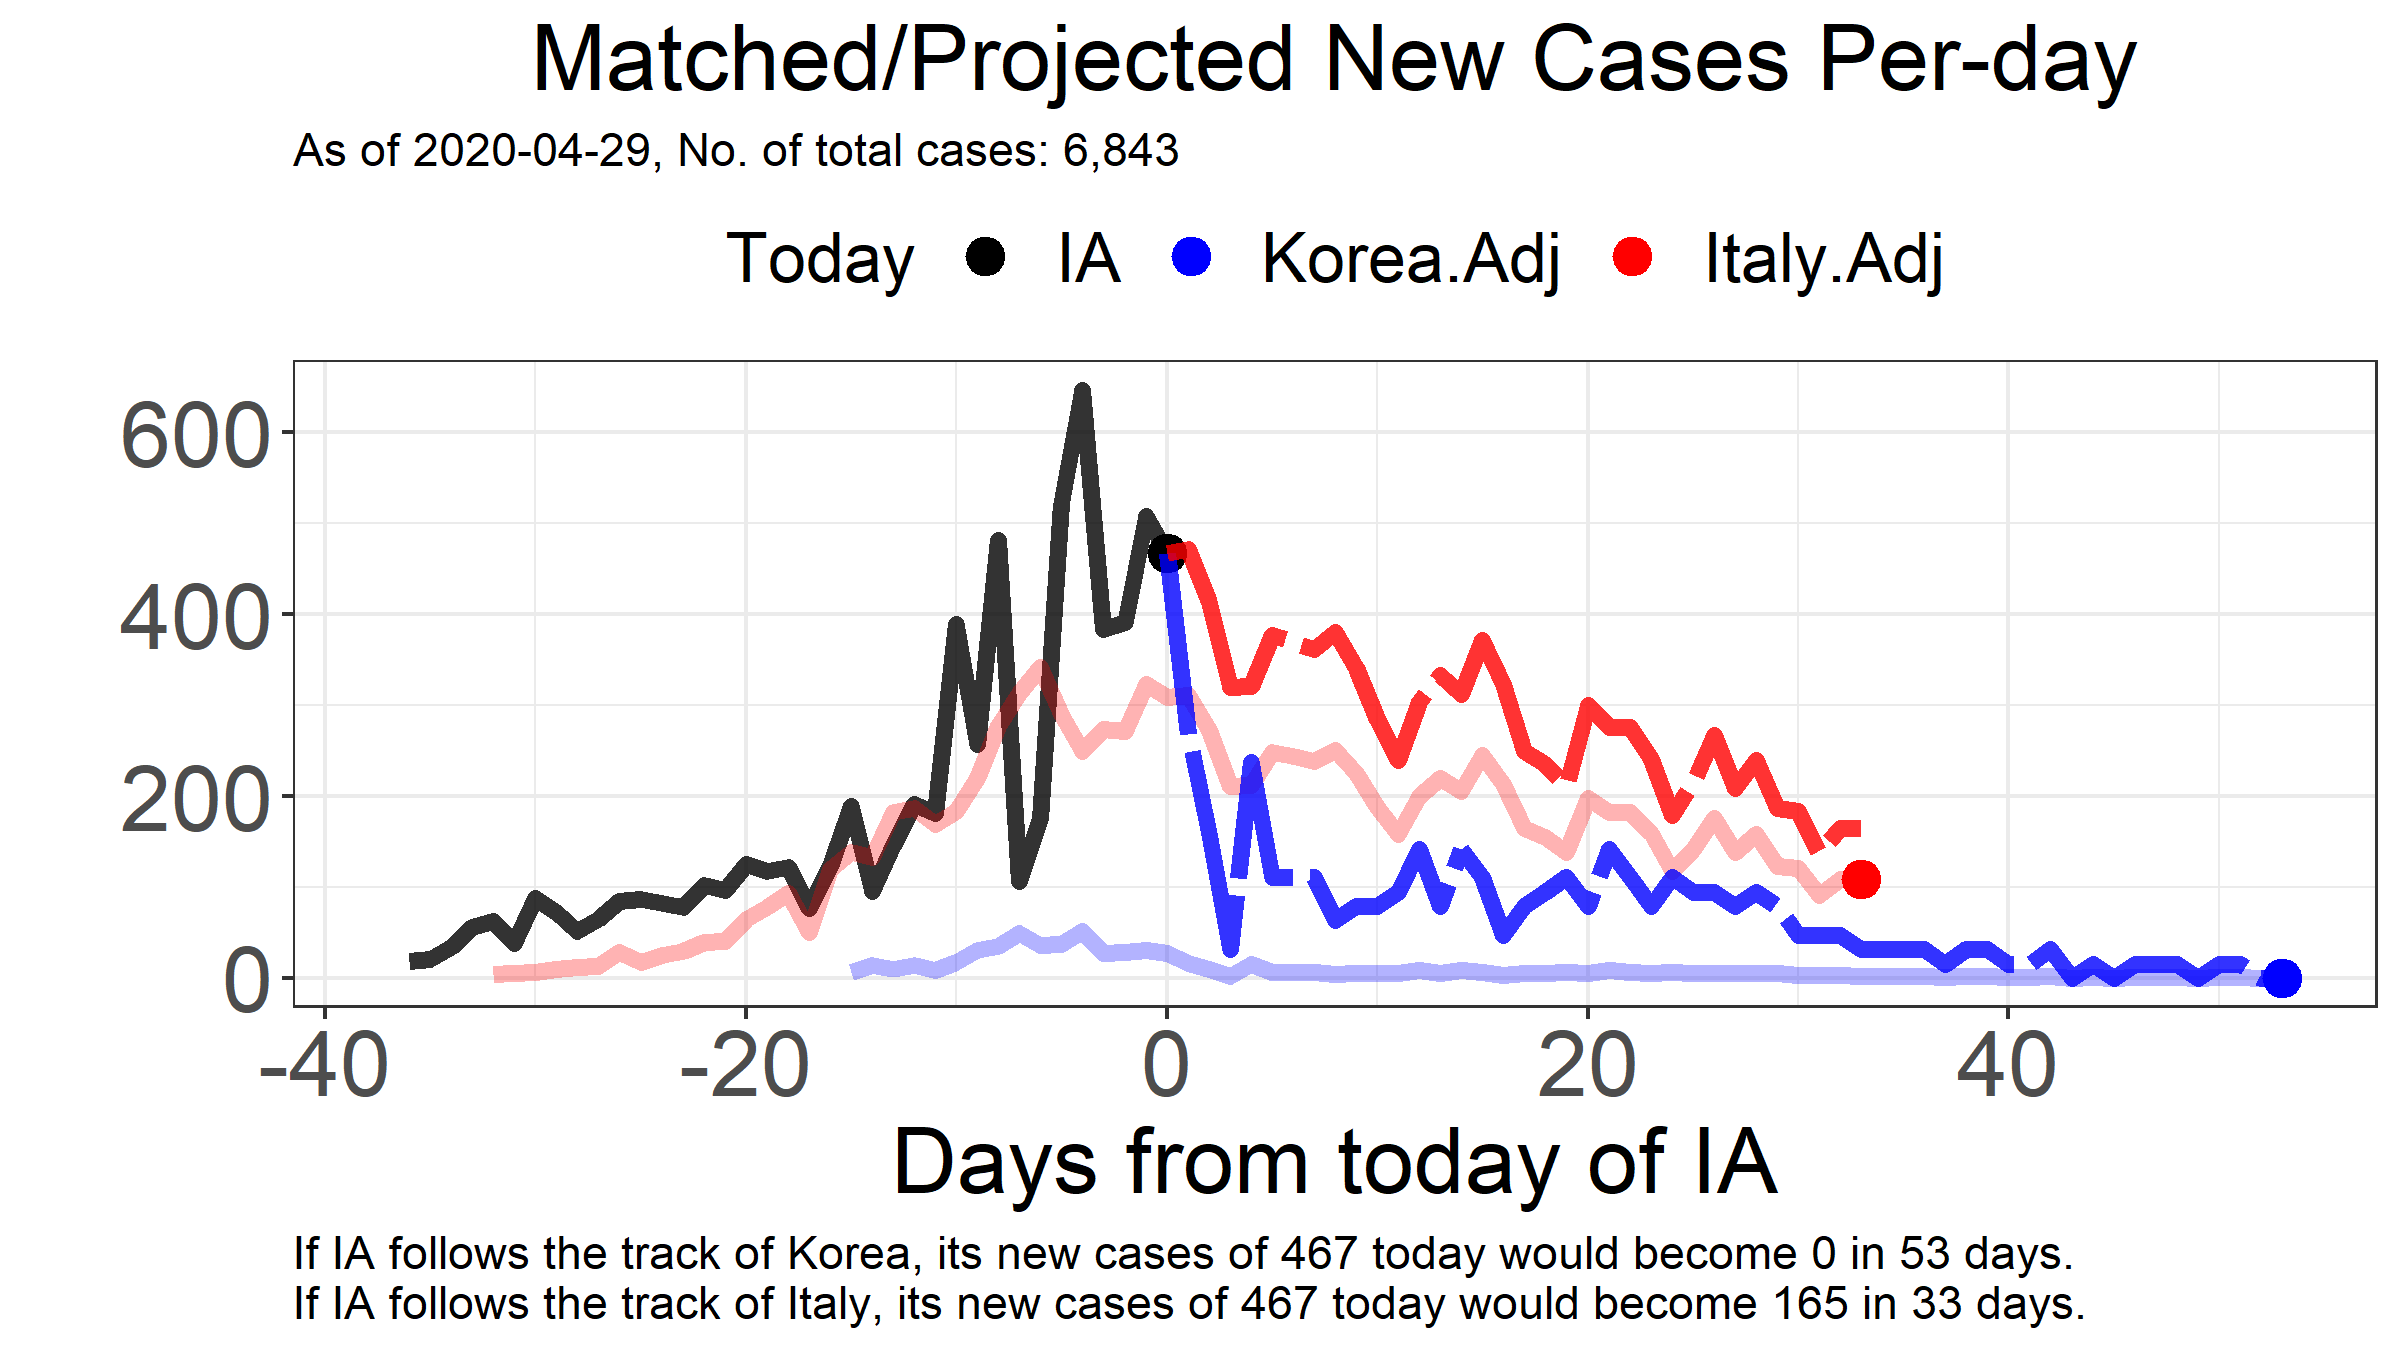 Matched/Projected New Cases Per-day
As of 2020-04-29, No. of total cases: 6,843
Today IA Korea.Adj Italy.Adj
600
400
200
0
-40 -20 0 20 40
Days from today of IA
If IA follows the track of Korea, its new cases of 467 today would become 0 in 53 days.
If IA follows the track of Italy, its new cases of 467 today would become 165 in 33 days.